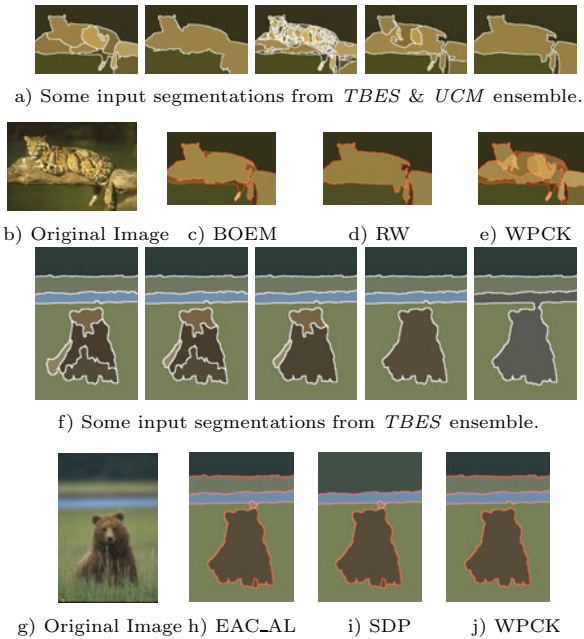 a) Some input segmentations from TBES & UCM ensemble.
b) Original Image c) BOEM d) RW e) WPCK
f) Some input segmentations from TBES ensemble.
g) Original Image h) EAC_AL i) SDP j) WPCK